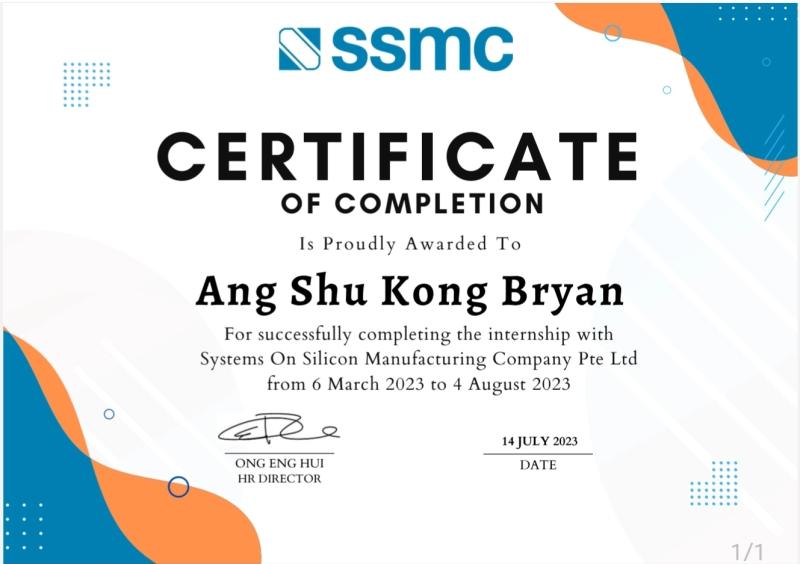 SSMC
CERTIFICATE
OF COMPLETION
Is Proudly Awarded To
Ang Shu Kong Bryan
For successfully completing the internship with
Systems On Silicon Manufacturing Company Pte Ltd
from 6 March 2023 to 4 August 2023
ONG ENG HUI
HR DIRECTOR
14 JULY 2023
DATE
1/1